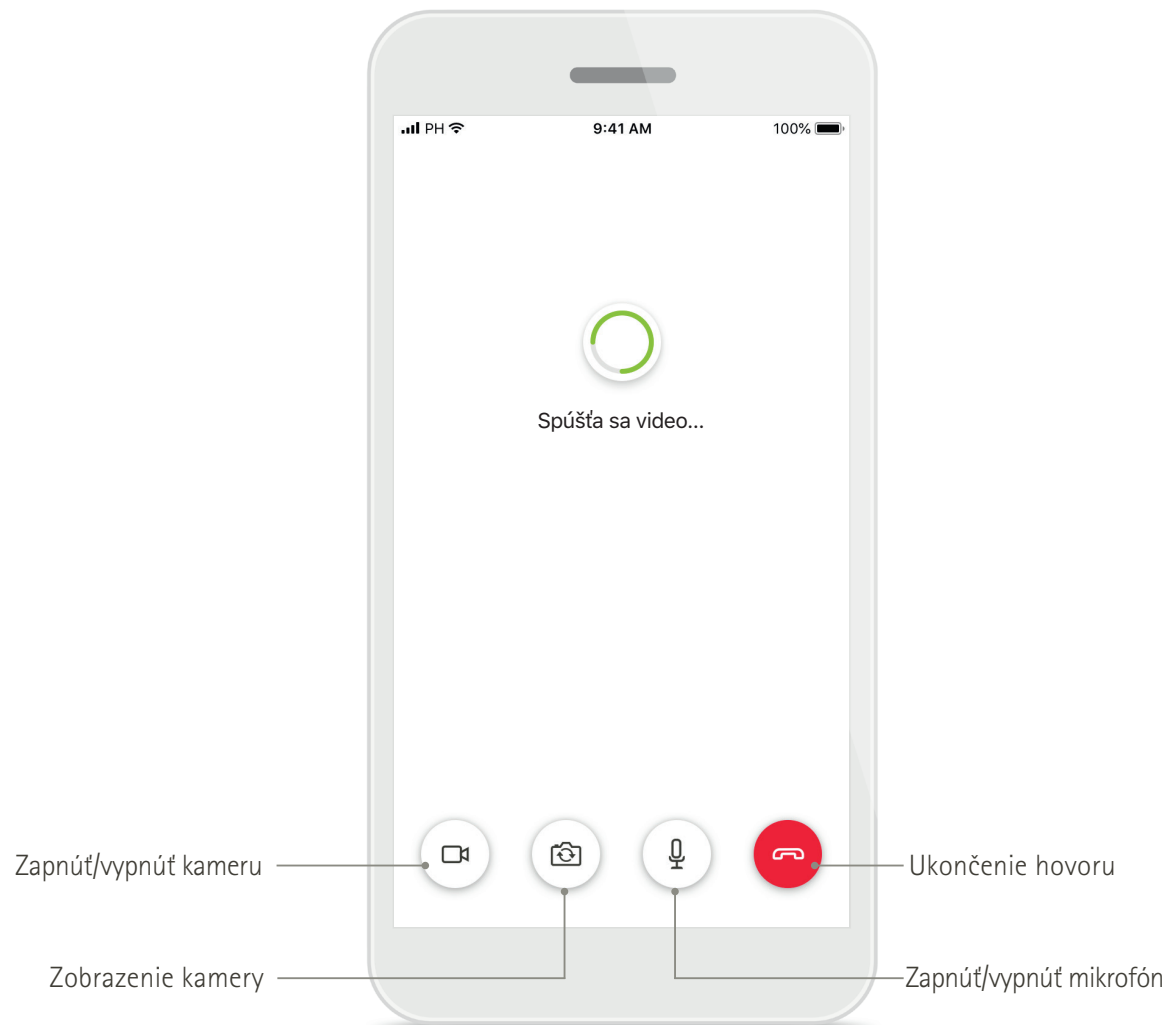 PH 9:41 AM 100%
Spúšťa sa video...
Zapnúť/vypnúť kameru
Ukončenie hovoru
Zobrazenie kamery
Zapnúť/vypnúť mikrofón